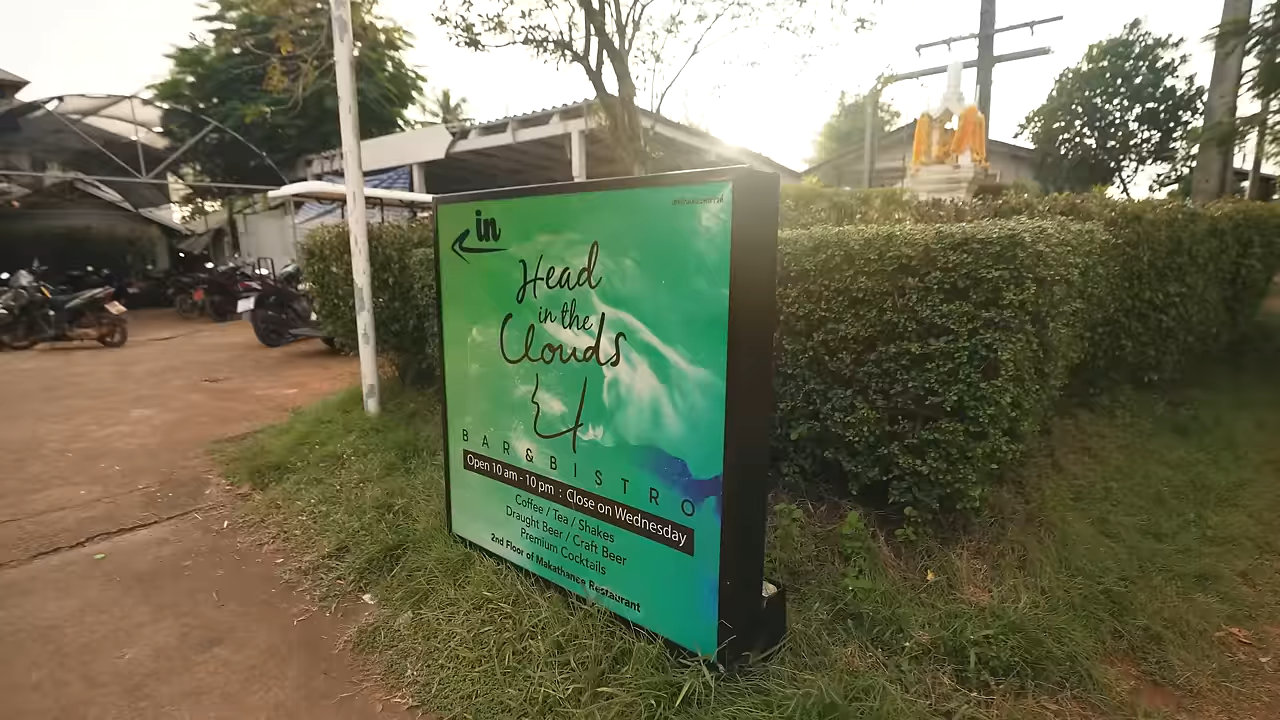 in
Head
in the
Clouds
BAR & BISTRO
Open 10 am - 10 pm : Close on Wednesday
Coffee / Tea / Shakes
Draught Beer / Craft Beer
Premium Cocktails
2nd Floor of Makathanee Restaurant